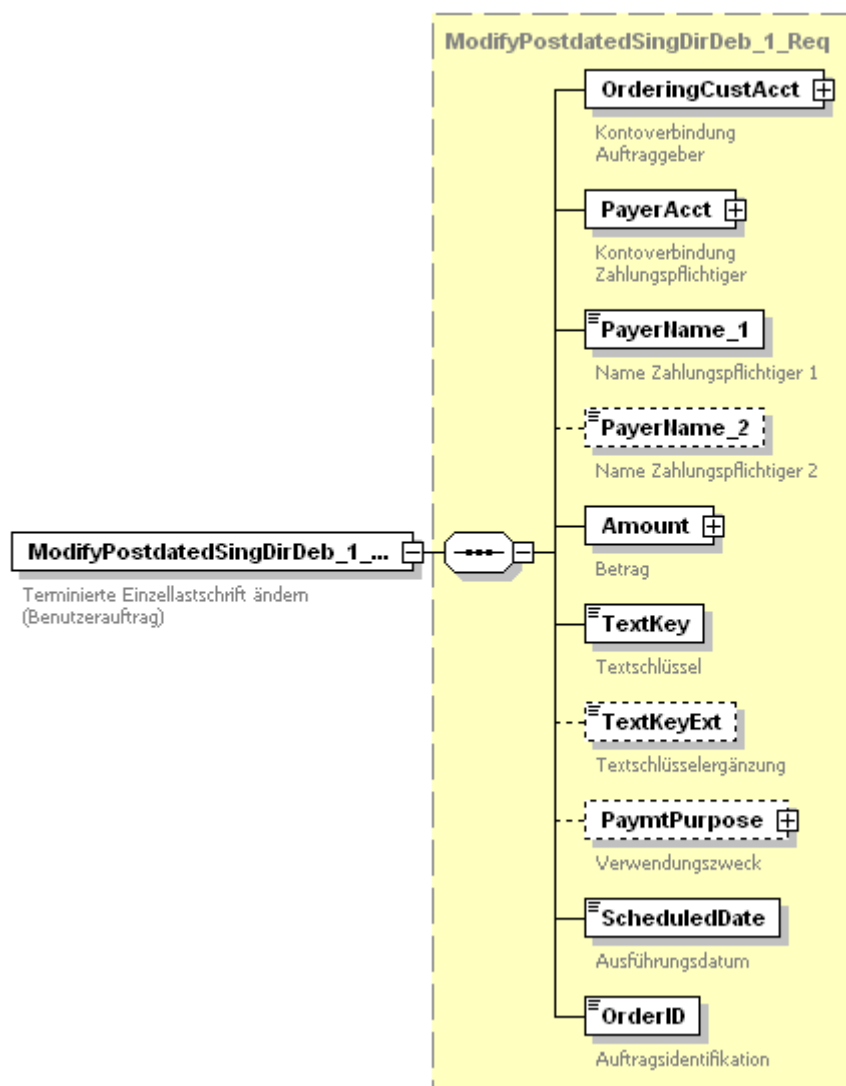 ModifyPostdatedSingDirDeb_1_Req
OrderingCustAcct
Kontoverbindung
Auftraggeber
PayerAcct
Kontoverbindung
Zahlungspflichtiger
PayerName_1
Name Zahlungspflichtiger 1
PayerName_2
Name Zahlungspflichtiger 2
ModifyPostdatedSingDirDeb_1_...
Terminierte Einzellastschrift ändern
(Benutzerauftrag)
Amount
Betrag
TextKey
Textschlüssel
TextKeyExt
Textschlüsselergänzung
PaymtPurpose
Verwendungszweck
ScheduledDate
Ausführungsdatum
OrderID
Auftragsidentifikation